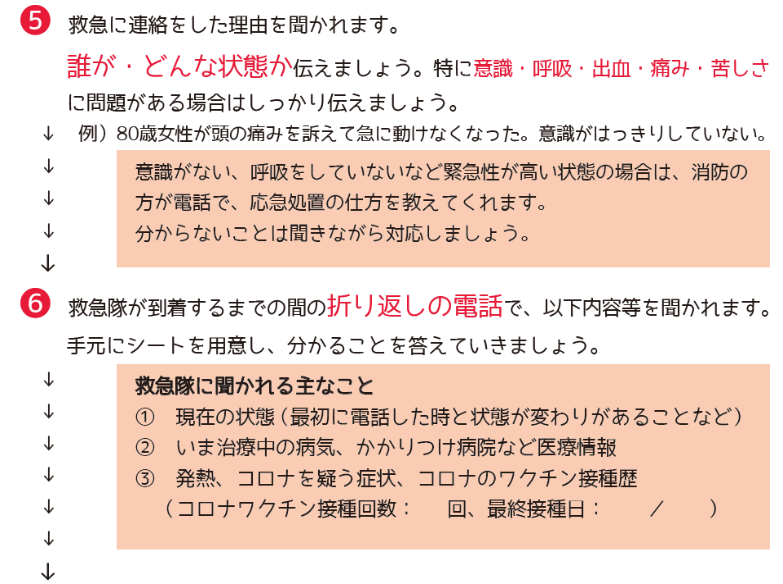 ❺ 救急に連絡をした理由を聞かれます。
誰が・どんな状態か伝えましょう。特に意識・呼吸・出血・痛み・苦しさ
に問題がある場合はしっかり伝えましょう。
↓ 例）80歳女性が頭の痛みを訴えて急に動けなくなった。意識がはっきりしていない。
↓ 意識がない、呼吸をしていないなど緊急性が高い状態の場合は、消防の
↓ 方が電話で、応急処置の仕方を教えてくれます。
↓ 分からないことは聞きながら対応しましょう。
↓
❻ 救急隊が到着するまでの間の折り返しの電話で、以下内容等を聞かれます。
手元にシートを用意し、分かることを答えていきましょう。
↓ 救急隊に聞かれる主なこと
↓ ① 現在の状態（最初に電話した時と状態が変わりがあることなど）
↓ ② いま治療中の病気、かかりつけ病院など医療情報
↓ ③ 発熱、コロナを疑う症状、コロナのワクチン接種歴
↓ （コロナワクチン接種回数： 回、最終接種日： ／ ）
↓
↓